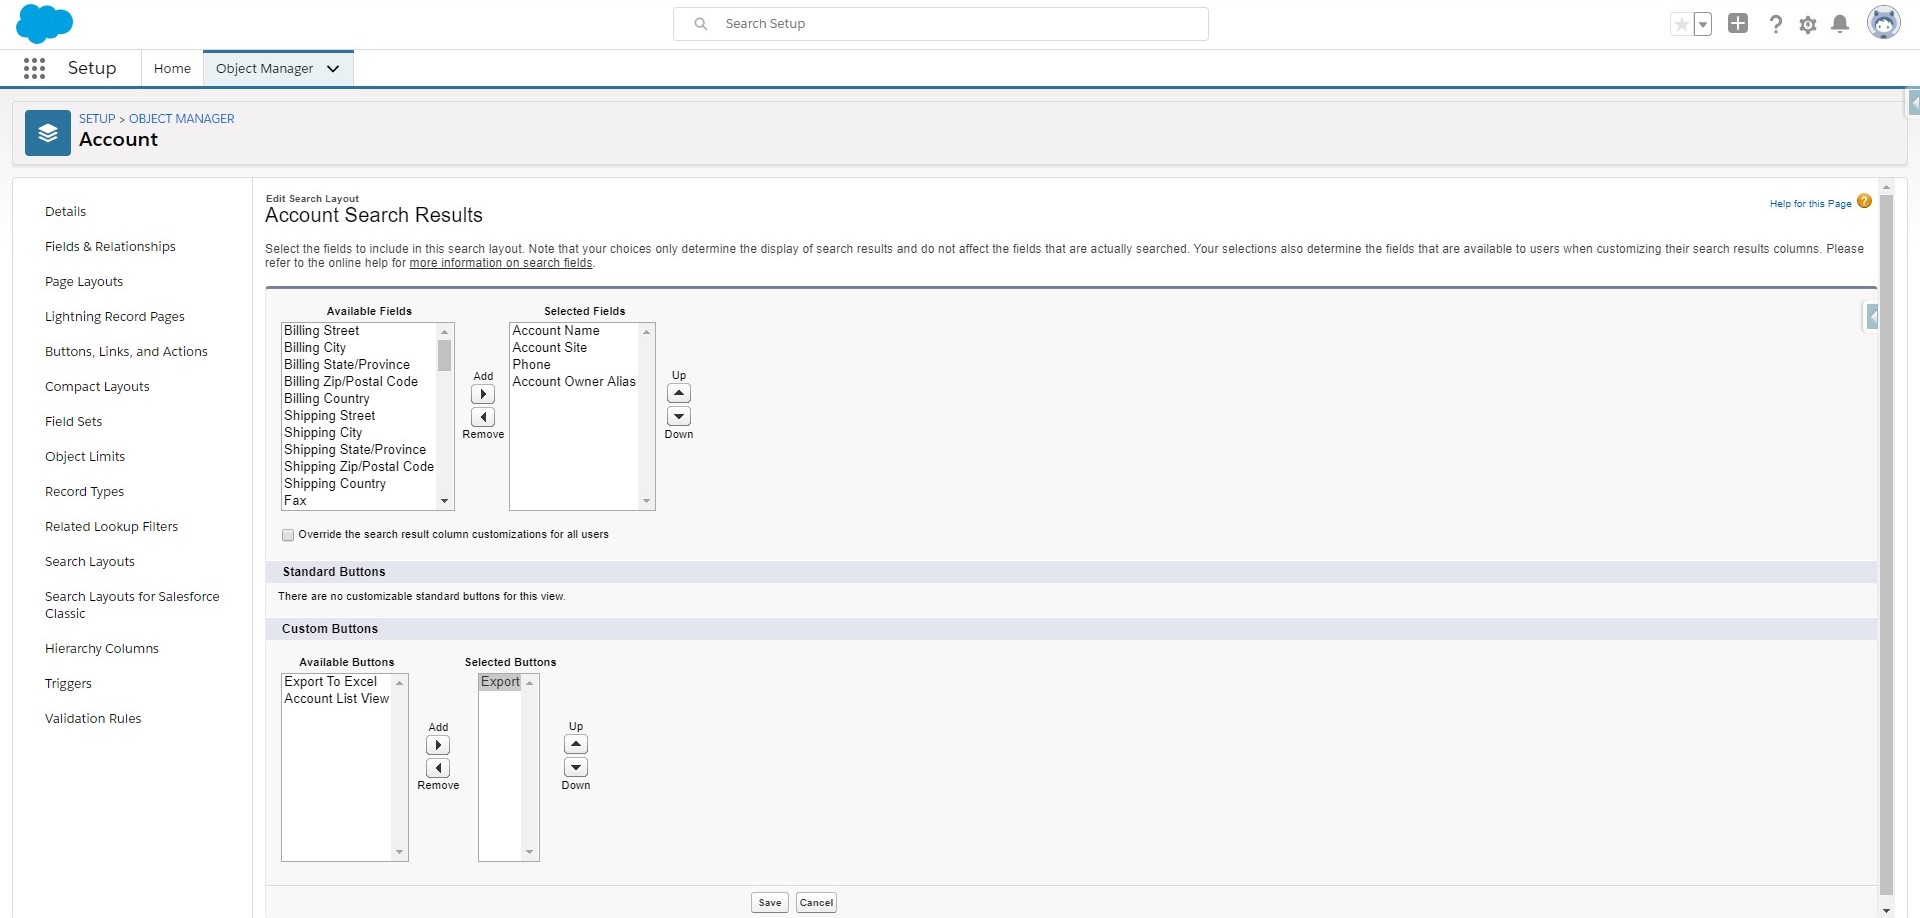 Search Setup
Setup
Home
Object Manager
SETUP > OBJECT MANAGER
Account
Details
Fields & Relationships
Page Layouts
Lightning Record Pages
Buttons, Links, and Actions
Compact Layouts
Field Sets
Object Limits
Record Types
Related Lookup Filters
Search Layouts
Search Layouts for Salesforce
Classic
Hierarchy Columns
Triggers
Validation Rules
Edit Search Layout
Account Search Results
Help for this Page ?
Select the fields to include in this search layout. Note that your choices only determine the display of search results and do not affect the fields that are actually searched. Your selections also determine the fields that are available to users when customizing their search results columns. Please
refer to the online help for more information on search fields.
Available Fields
Billing Street
Billing City
Billing State/Province
Billing Zip/Postal Code
Billing Country
Shipping Street
Shipping City
Shipping State/Province
Shipping Zip/Postal Code
Shipping Country
Fax
Add
Remove
Selected Fields
Account Name
Account Site
Phone
Account Owner Alias
Up
Down
Override the search result column customizations for all users
Standard Buttons
There are no customizable standard buttons for this view.
Custom Buttons
Available Buttons
Export To Excel
Account List View
Add
Remove
Selected Buttons
Export
Up
Down
Save
Cancel